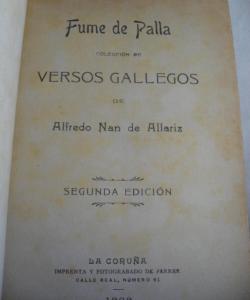 Fume de Palla
COLECCIÓN DE
VERSOS GALLEGOS
DE
Alfredo Nan de Allariz
SEGUNDA EDICIÓN
LA CORUÑA
IMPRENTA Y FOTOGRABADO DE FERRER
CALLE REAL, NÚMERO 61